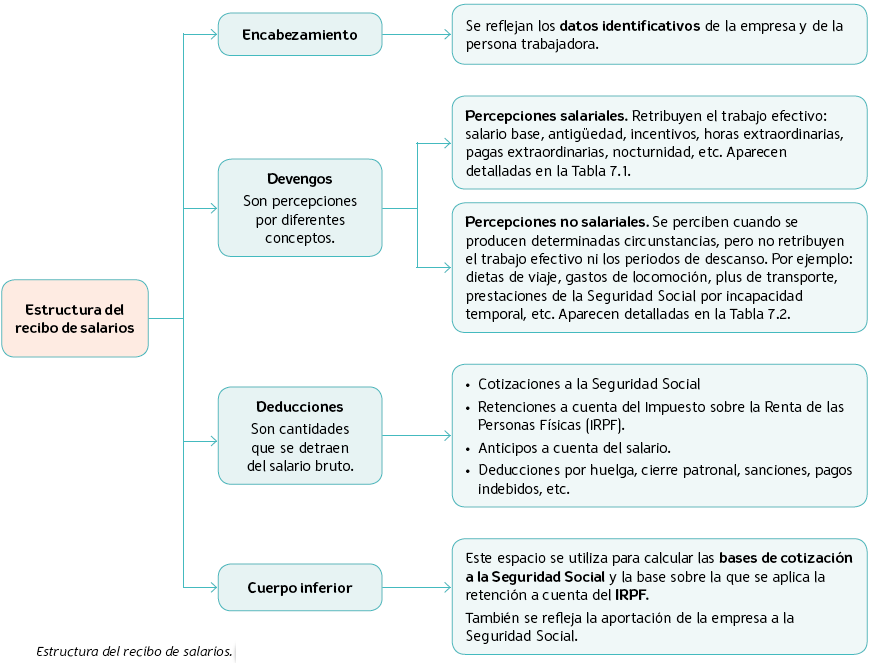 Encabezamiento
Se reflejan los datos identificativos de la empresa y de la
persona trabajadora.
Devengos
Son percepciones
por diferentes
conceptos.
Percepciones salariales. Retribuyen el trabajo efectivo:
salario base, antigüedad, incentivos, horas extraordinarias,
pagas extraordinarias, nocturnidad, etc. Aparecen
detalladas en la Tabla 7.1.
Percepciones no salariales. Se perciben cuando se
producen determinadas circunstancias, pero no retribuyen
el trabajo efectivo ni los periodos de descanso. Por ejemplo:
dietas de viaje, gastos de locomoción, plus de transporte,
prestaciones de la Seguridad Social por incapacidad
temporal, etc. Aparecen detalladas en la Tabla 7.2.
Estructura del
recibo de salarios
Deducciones
Son cantidades
que se detraen
del salario bruto.
• Cotizaciones a la Seguridad Social
• Retenciones a cuenta del Impuesto sobre la Renta de las
Personas Físicas (IRPF).
• Anticipos a cuenta del salario.
• Deducciones por huelga, cierre patronal, sanciones, pagos
indebidos, etc.
Cuerpo inferior
Este espacio se utiliza para calcular las bases de cotización
a la Seguridad Social y la base sobre la que se aplica la
retención a cuenta del IRPF.
También se refleja la aportación de la empresa a la
Seguridad Social.
Estructura del recibo de salarios.